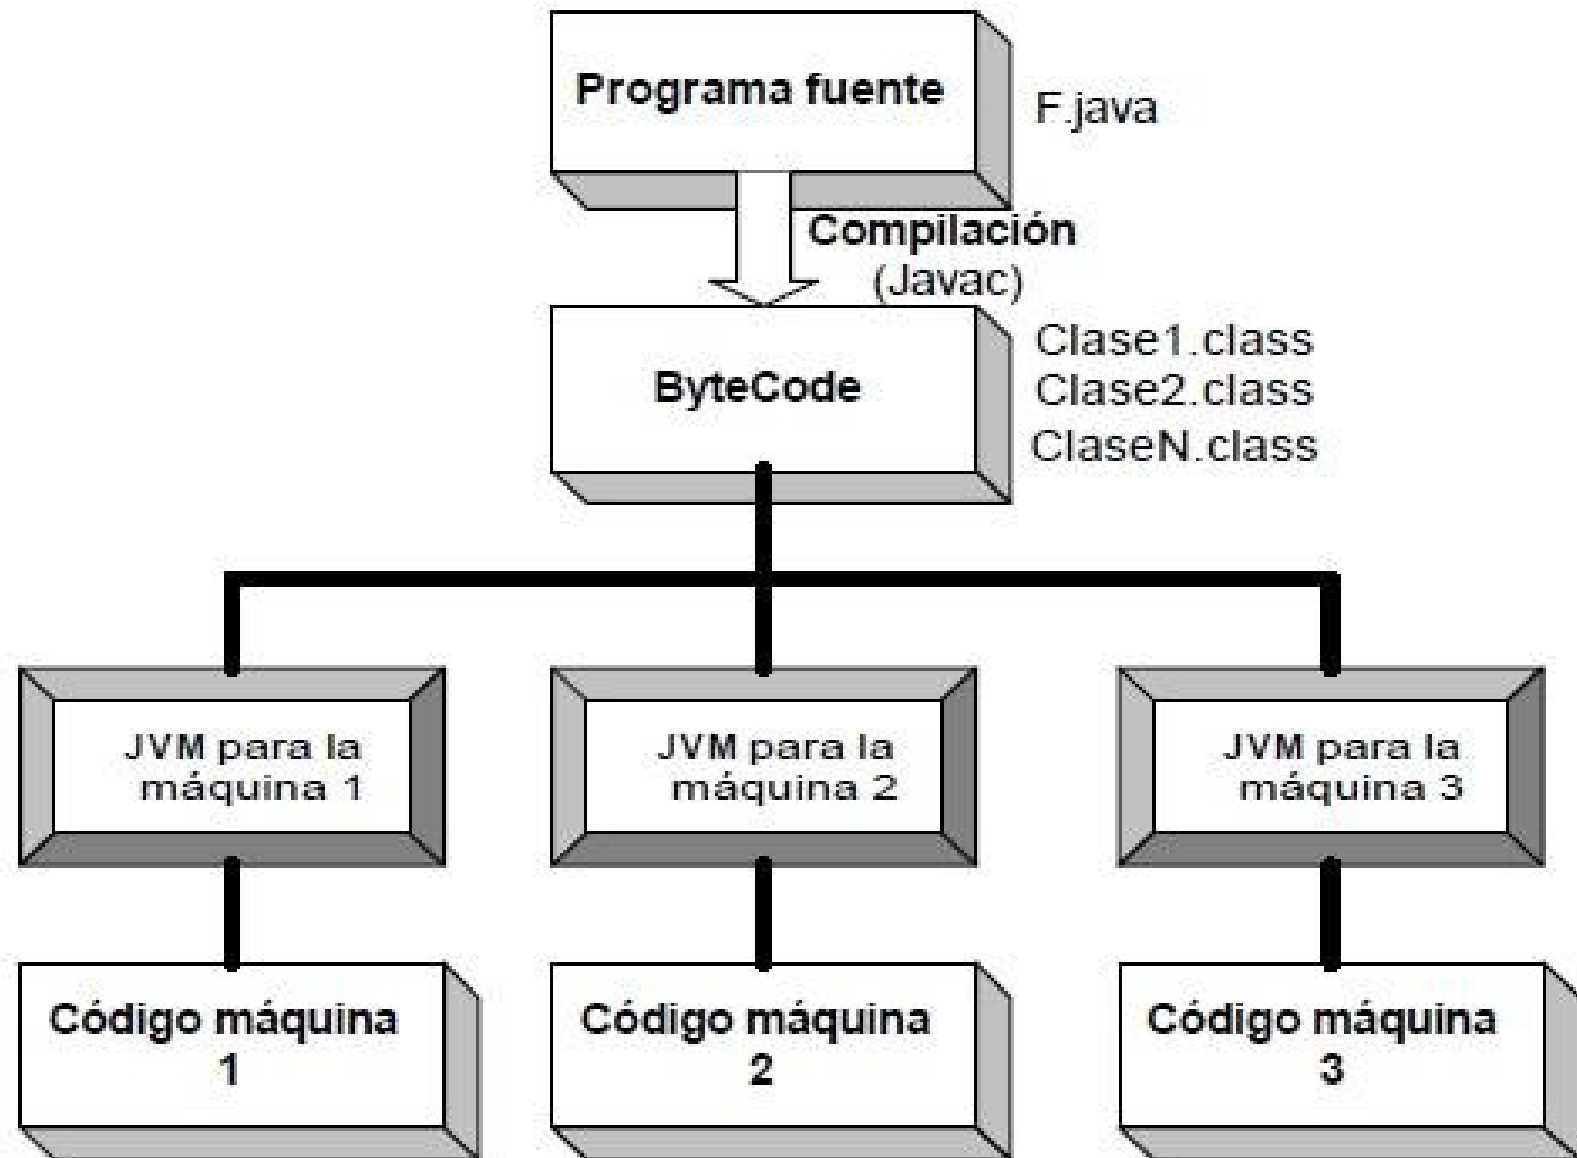 Programa fuente
F.java
Compilación
(Javac)
ByteCode
Clase1.class
Clase2.class
ClaseN.class
JVM para la
máquina 1
JVM para la
máquina 2
JVM para la
máquina 3
Código máquina
1
Código máquina
2
Código máquina
3